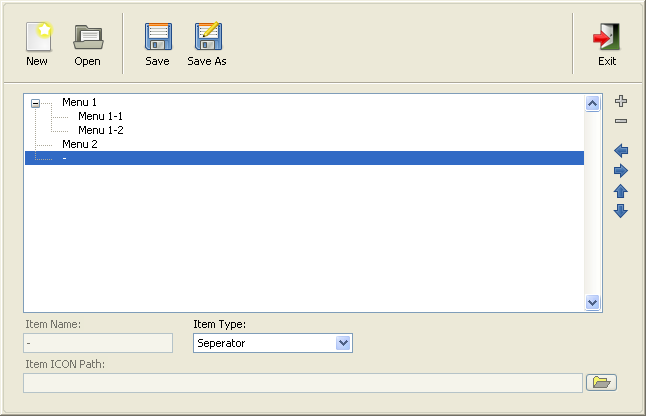 New Open Save Save As Exit
Menu 1
Menu 1-1
Menu 1-2
Menu 2
-
Item Name: Item Type:
- Seperator
Item ICON Path: